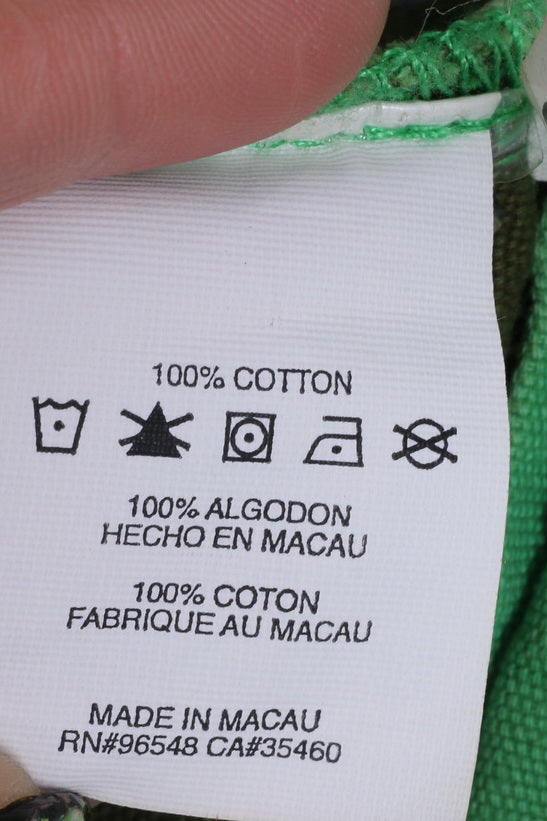 100% COTTON
100% ALGODON
HECHO EN MACAU
100% COTON
FABRIQUE AU MACAU
MADE IN MACAU
RN#96548 CA#35460